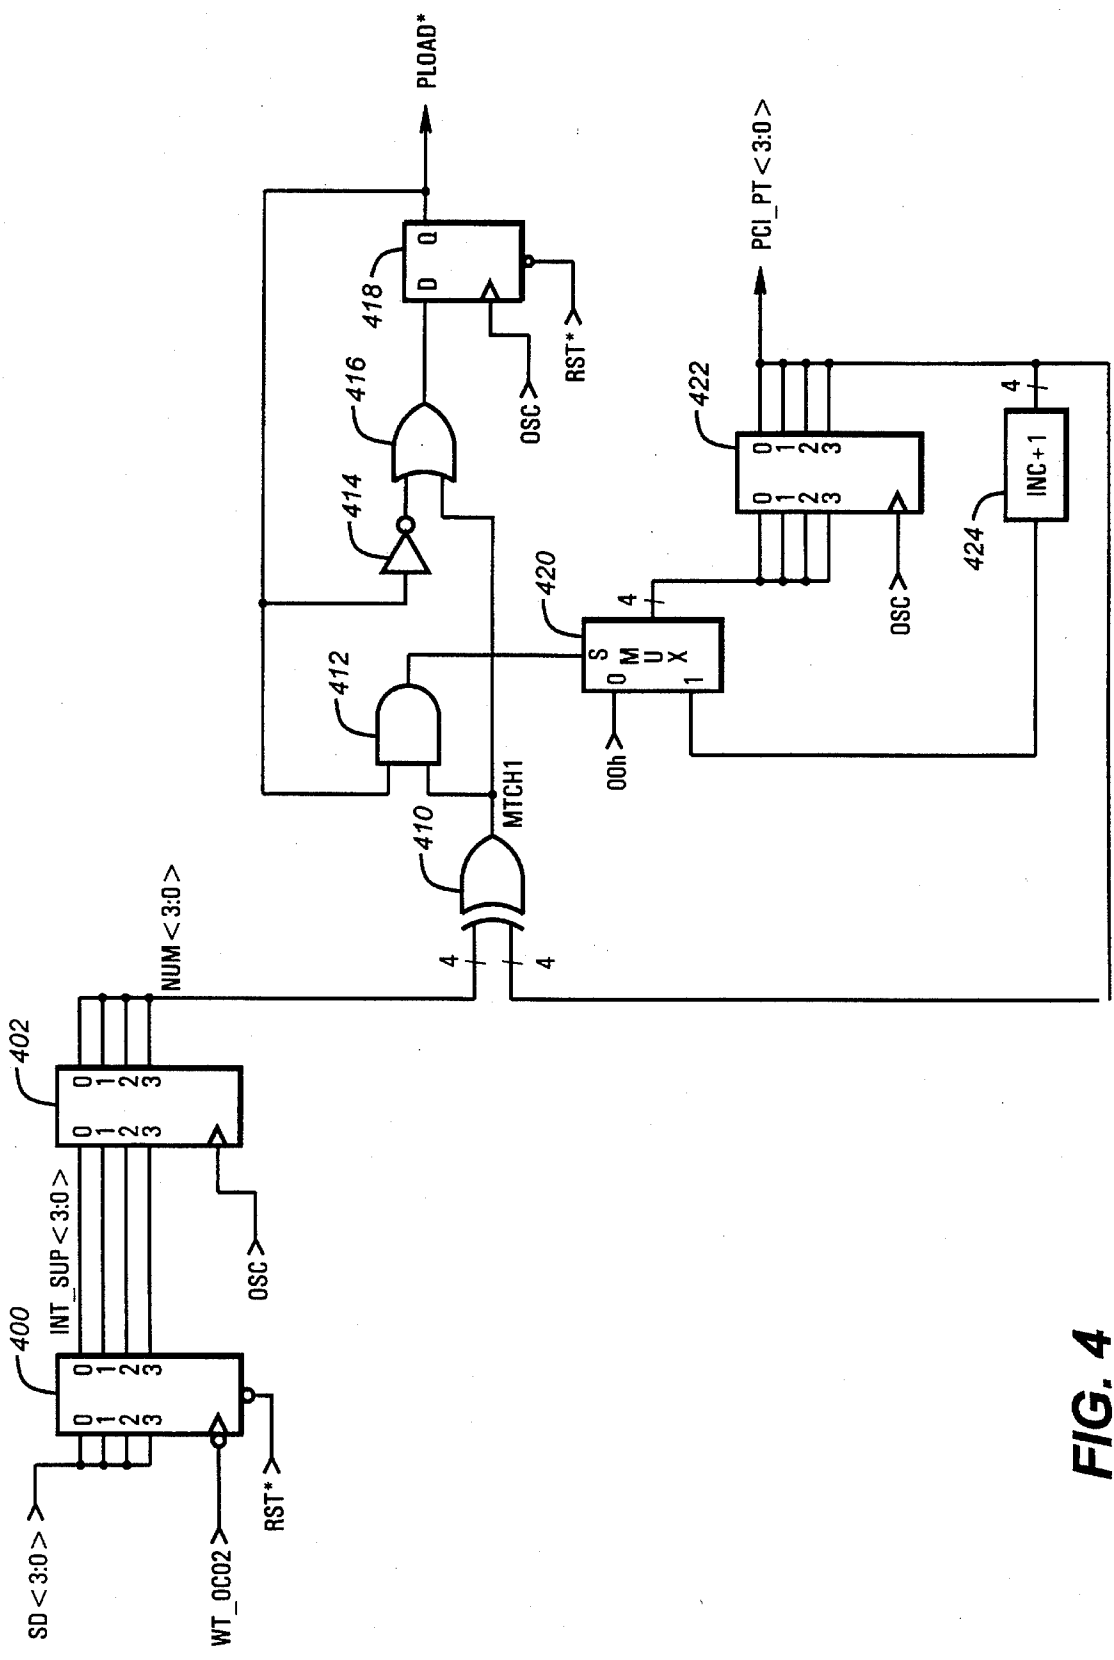 SD<3:0>
WT_0C02
RST*
400
0 0
1 1
2 2
3 3
INT_SUP<3:0>
OSC
402
0 0
1 1
2 2
3 3
NUM<3:0>
4
4
410
MTCH1
412
414
416
418
D Q
OSC
RST*
PLOAD*
00h
420
S
0 M
U
1 X
4
OSC
422
0 0
1 1
2 2
3 3
PCI_PT<3:0>
424
INC+1
4
FIG. 4